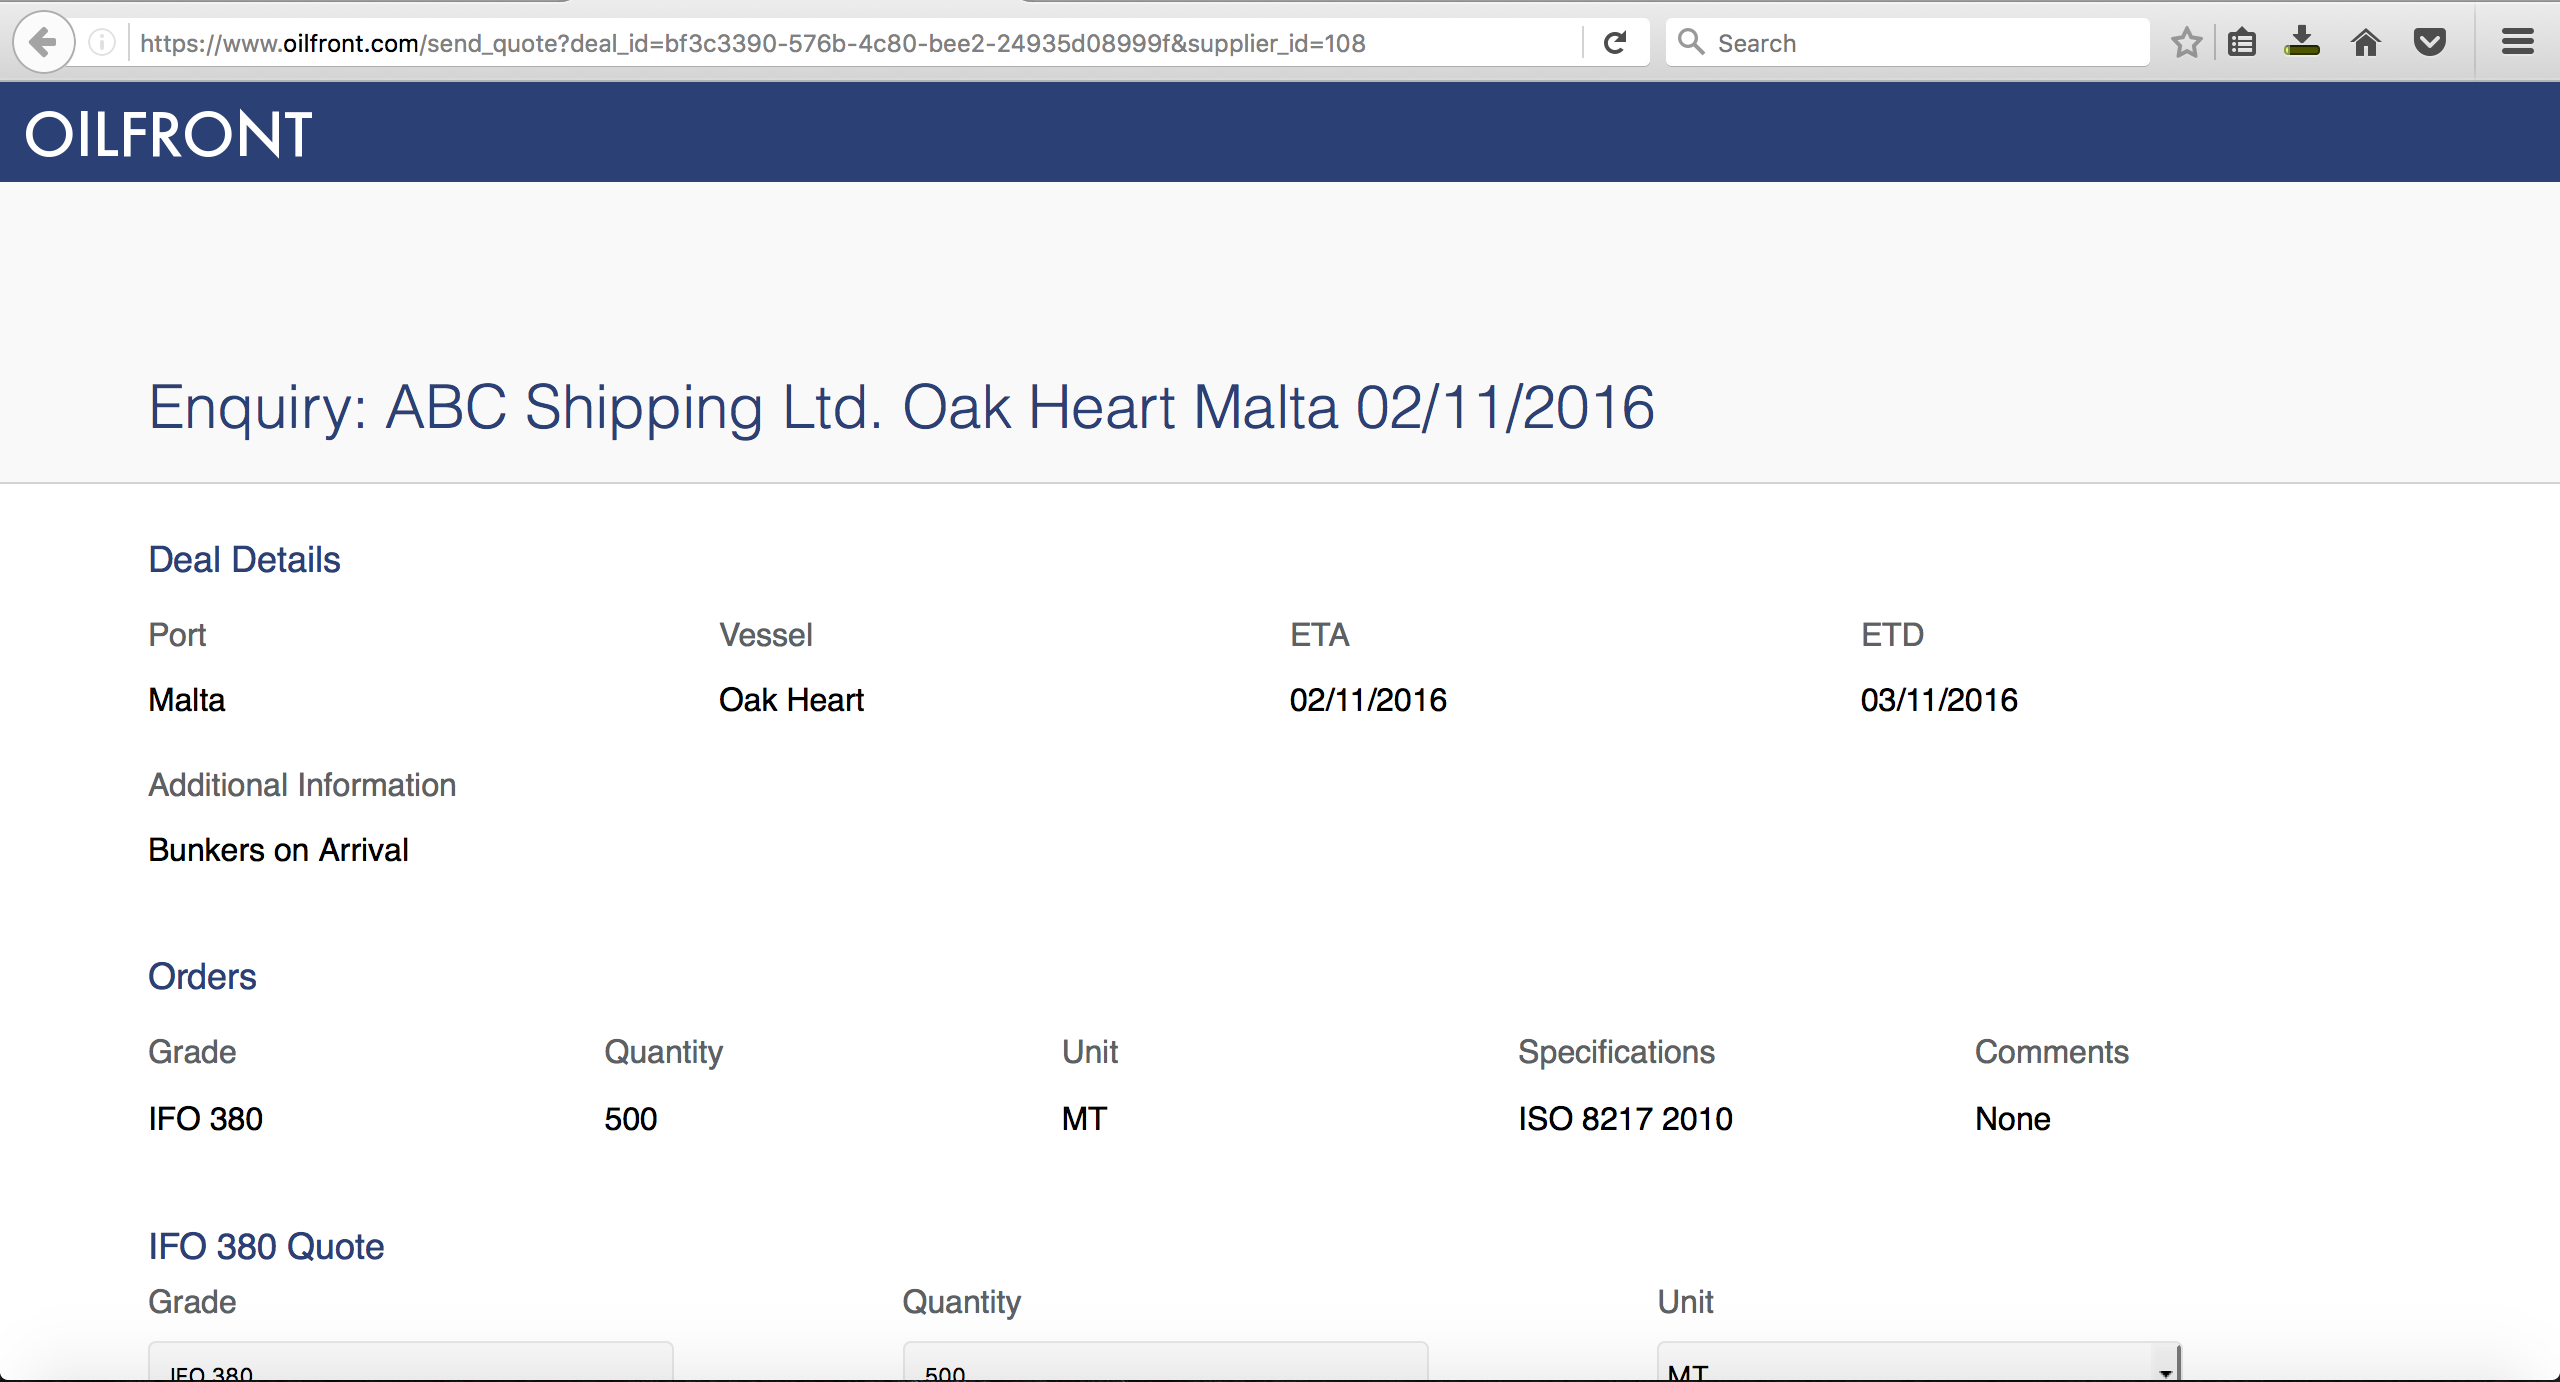 https://www.oilfront.com/send_quote?deal_id=bf3c3390-576b-4c80-bee2-24935d08999f&supplier_id=108 Search
OILFRONT
Enquiry: ABC Shipping Ltd. Oak Heart Malta 02/11/2016
Deal Details
Port Vessel ETA ETD
Malta Oak Heart 02/11/2016 03/11/2016
Additional Information
Bunkers on Arrival
Orders
Grade Quantity Unit Specifications Comments
IFO 380 500 MT ISO 8217 2010 None
IFO 380 Quote
Grade Quantity Unit
IFO 380 500 MT